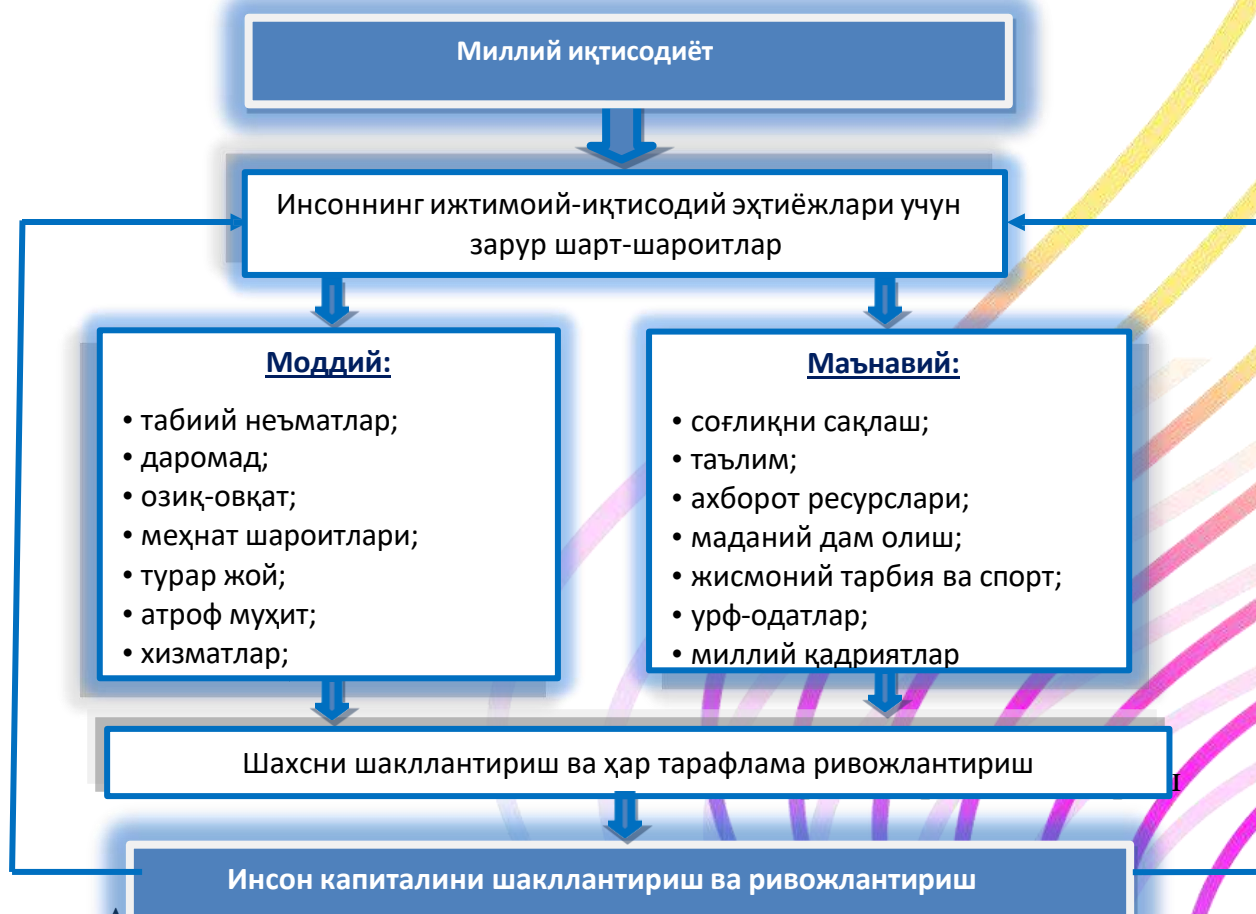 Миллий иқтисодиёт
Инсоннинг ижтимоий-иқтисодий эҳтиёжлари учун
зарур шарт-шароитлар
Моддий:
• табиий неъматлар;
• даромад;
• озиқ-овқат;
• меҳнат шароитлари;
• турар жой;
• атроф муҳит;
• хизматлар;
Маънавий:
• соғлиқни сақлаш;
• таълим;
• ахборот ресурслари;
• маданий дам олиш;
• жисмоний тарбия ва спорт;
• урф-одатлар;
• миллий қадриятлар
Шахсни шакллантириш ва ҳар тарафлама ривожлантириш
Инсон капиталини шакллантириш ва ривожлантириш